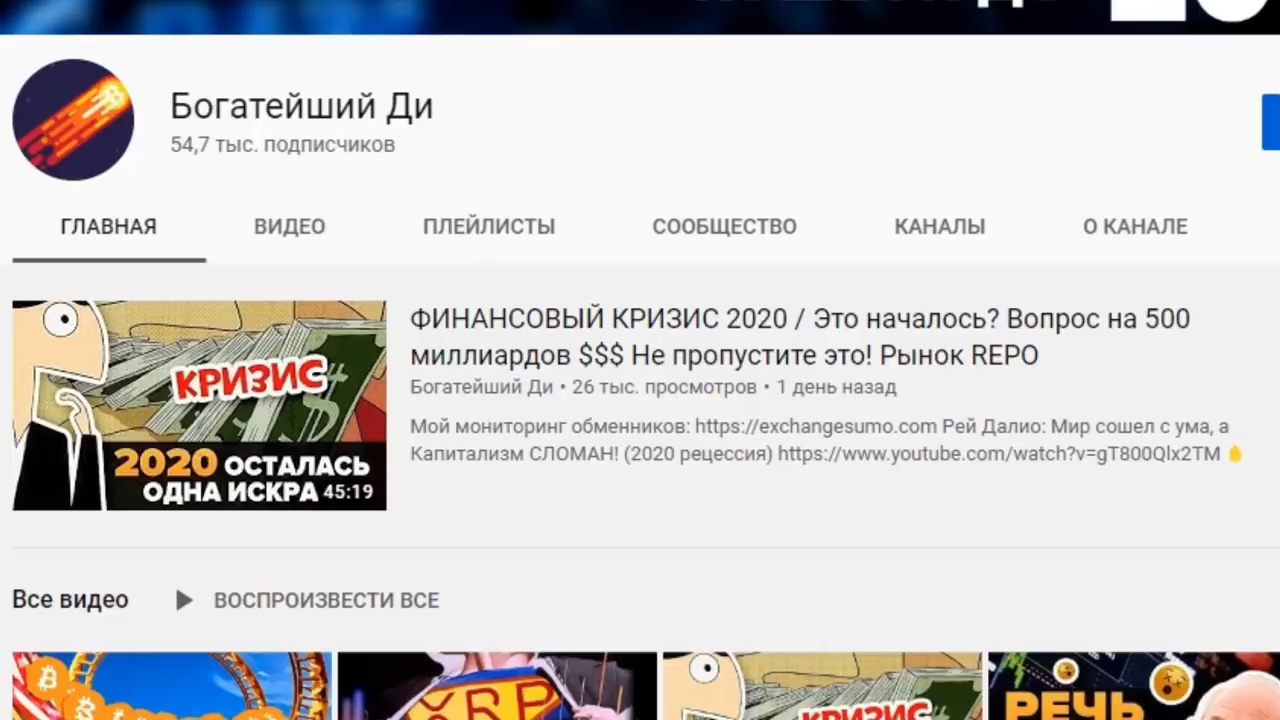 Богатейший Ди
54,7 тыс. подписчиков
ГЛАВНАЯ ВИДЕО ПЛЕЙЛИСТЫ СООБЩЕСТВО КАНАЛЫ О КАНАЛЕ
КРИЗИС
2020 ОСТАЛАСЬ
ОДНА ИСКРА 45:19
ФИНАНСОВЫЙ КРИЗИС 2020 / Это началось? Вопрос на 500
миллиардов $$$ Не пропустите это! Рынок REPO
Богатейший Ди • 26 тыс. просмотров • 1 день назад
Мой мониторинг обменников: https://exchangesumo.com Рей Далио: Мир сошел с ума, а
Капитализм СЛОМАН! (2020 рецессия) https://www.youtube.com/watch?v=gT800Qlx2TM
Все видео ВОСПРОИЗВЕСТИ ВСЕ
XRP КРИЗИС РЕЧЬ